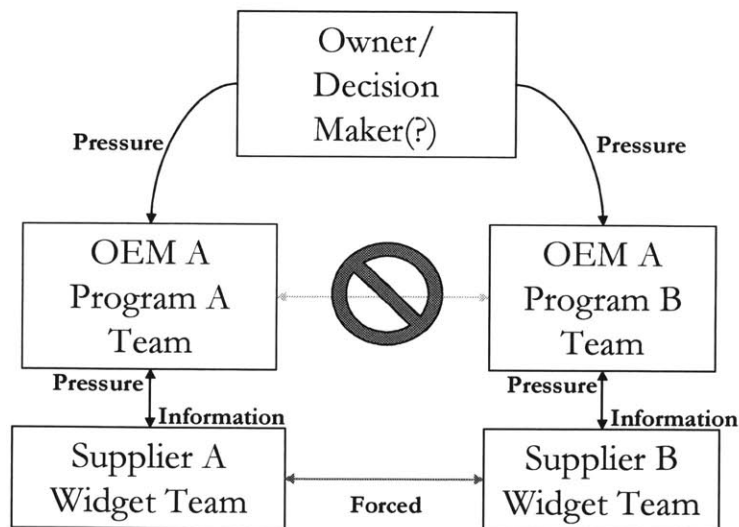 Owner/
Decision
Maker(?)
Pressure
Pressure
OEM A
Program A
Team
OEM A
Program B
Team
Pressure
Information
Pressure
Information
Supplier A
Widget Team
Forced
Supplier B
Widget Team